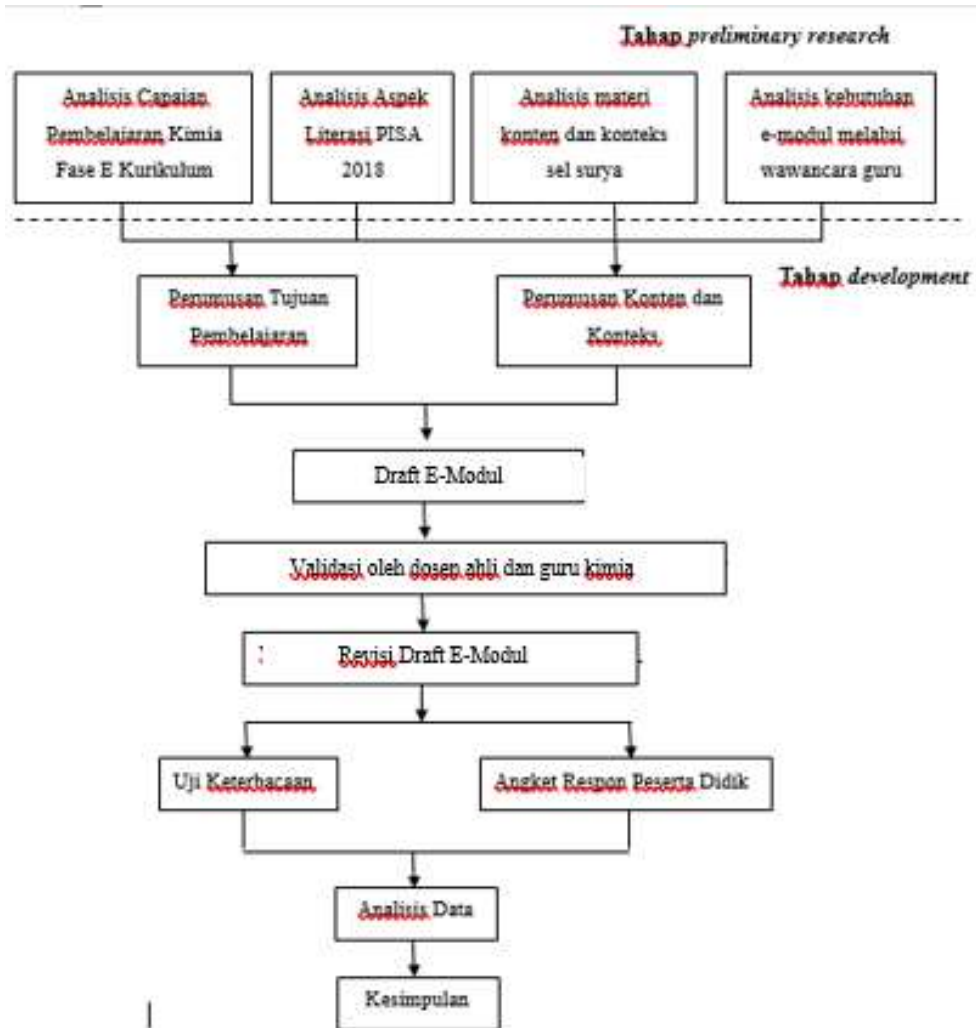 Tahap preliminary research
Analisis Capaian
Pembelajaran Kimia
Fase E Kurikulum
Analisis Aspek
Literasi PISA
2018
Analisis materi
konten dan konteks
sel surya
Analisis kebutuhan
e-modul melalui
wawancara guru
Tahap development
Perumusan Tujuan
Pembelajaran
Perumusan Konten dan
Konteks
Draft E-Modul
Validasi oleh dosen ahli dan guru kimia
Revisi Draft E-Modul
Uji Keterbacaan
Angket Respon Peserta Didik
Analisis Data
Kesimpulan